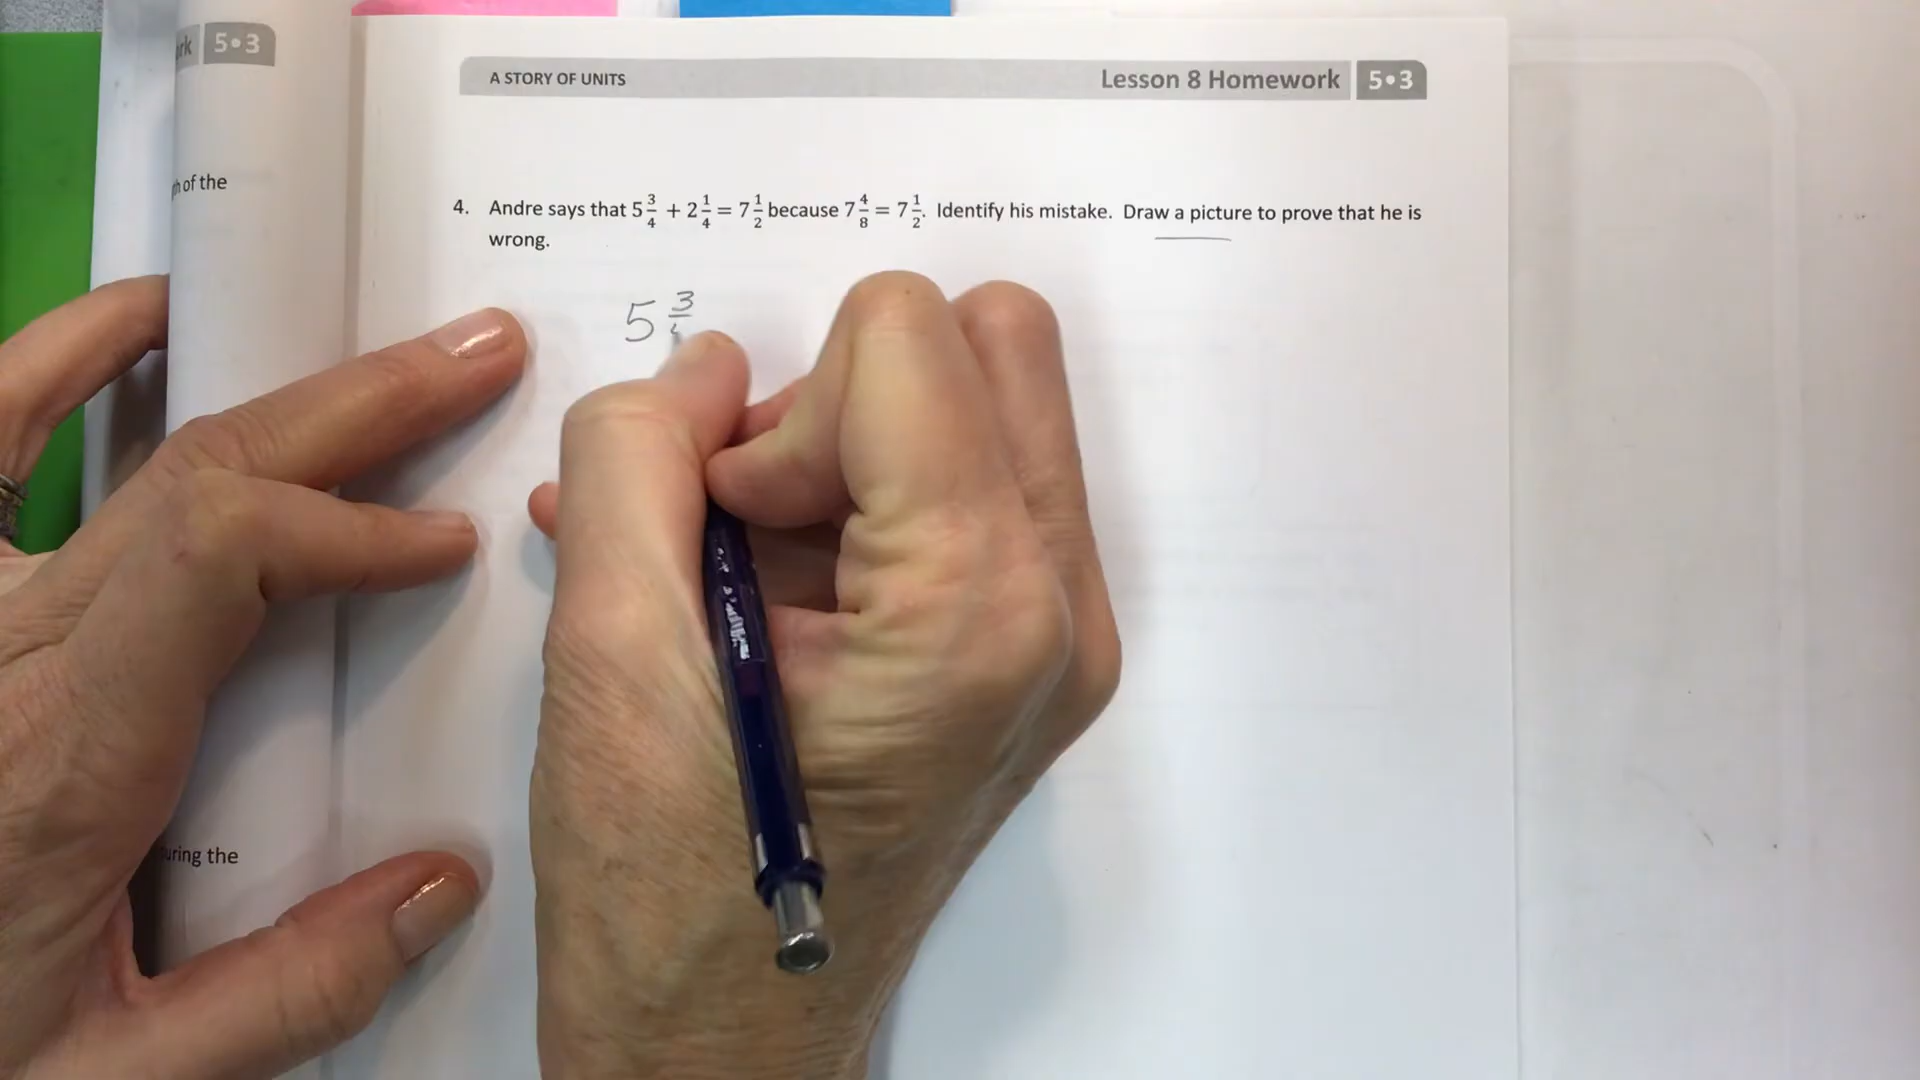 5•3
of the
A STORY OF UNITS
Lesson 8 Homework 5•3
4. Andre says that 5 3/4 + 2 1/4 = 7 1/2 because 7 4/8 = 7 1/2. Identify his mistake. Draw a picture to prove that he is
wrong.
5 3
the